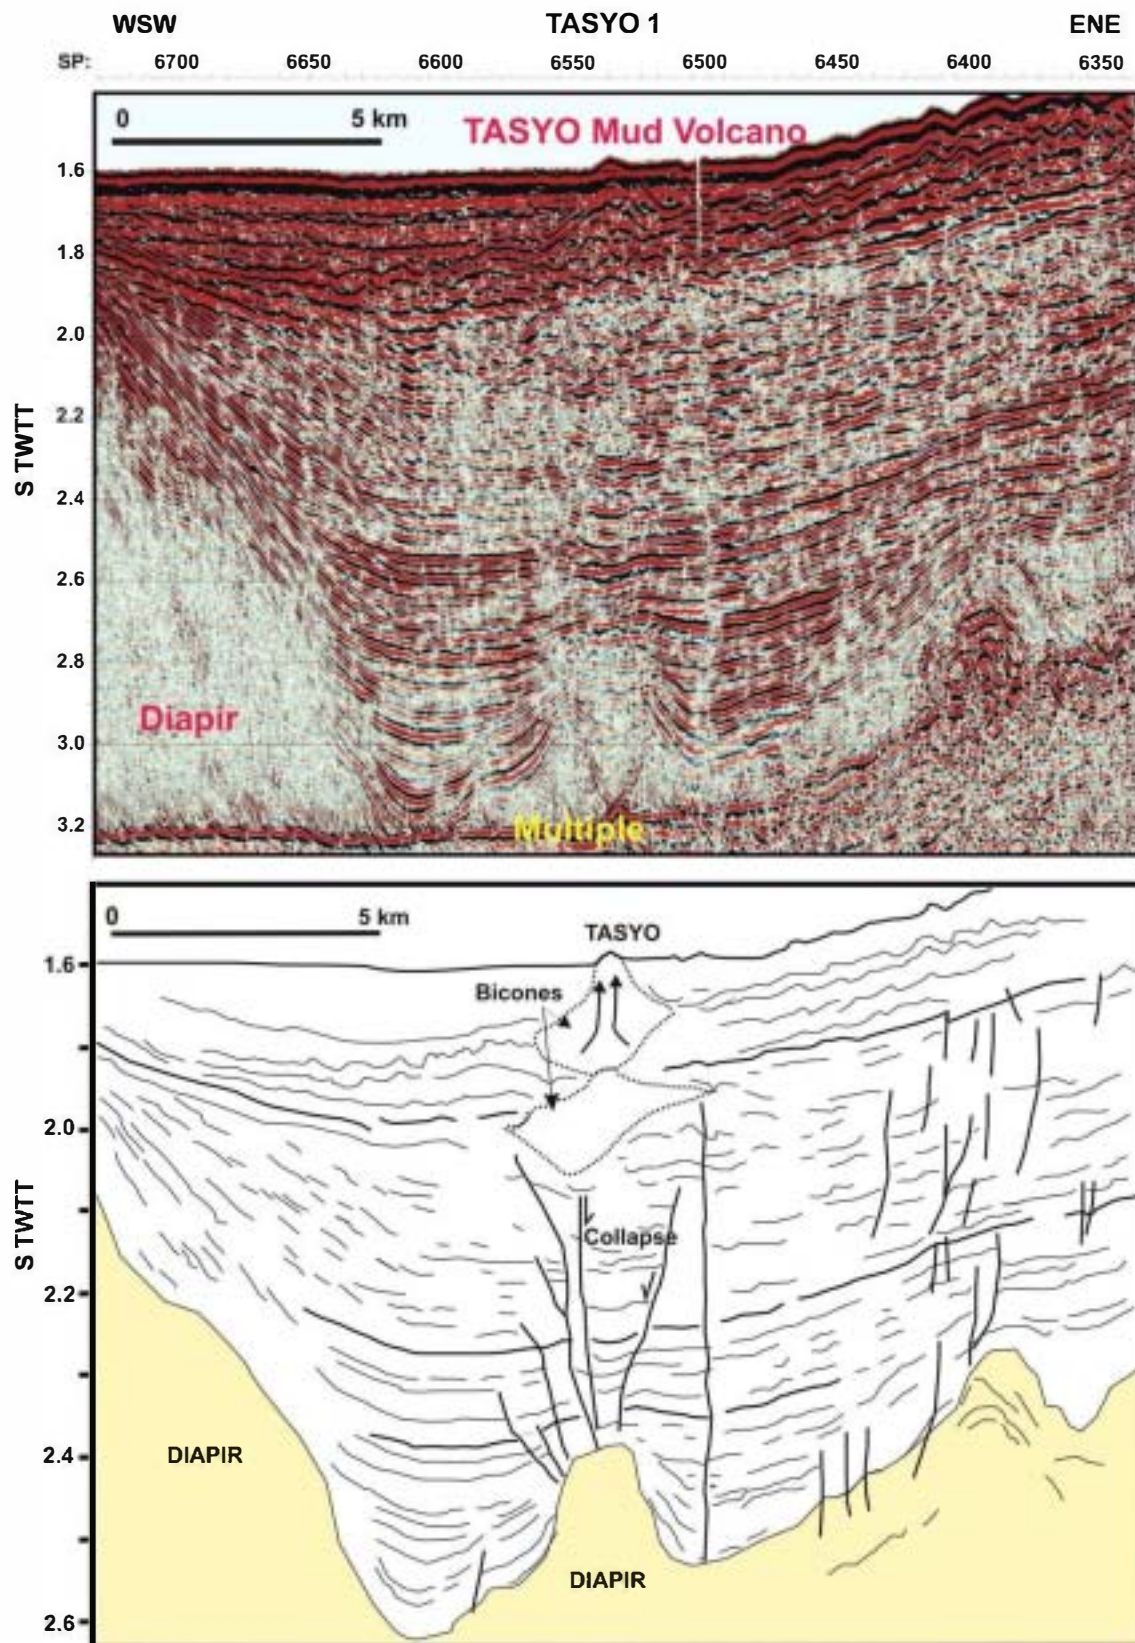 WSW TASYO 1 ENE
SP: 6700 6650 6600 6550 6500 6450 6400 6350
0 5 km
TASYO Mud Volcano
1.6
1.8
2.0
2.2
S TWTT
2.4
2.6
2.8
Diapir
3.0
3.2
Multiple
0 5 km
TASYO
1.6
Bicones
2.0
S TWTT
Collapse
2.2
2.4
DIAPIR
DIAPIR
2.6